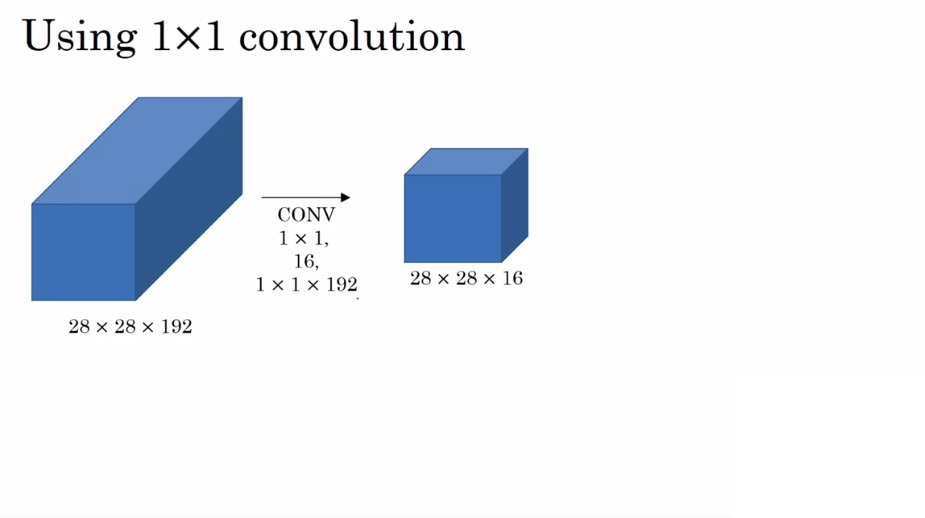 Using 1×1 convolution
CONV
1 × 1,
16,
1 × 1 × 192
28 × 28 × 16
28 × 28 × 192